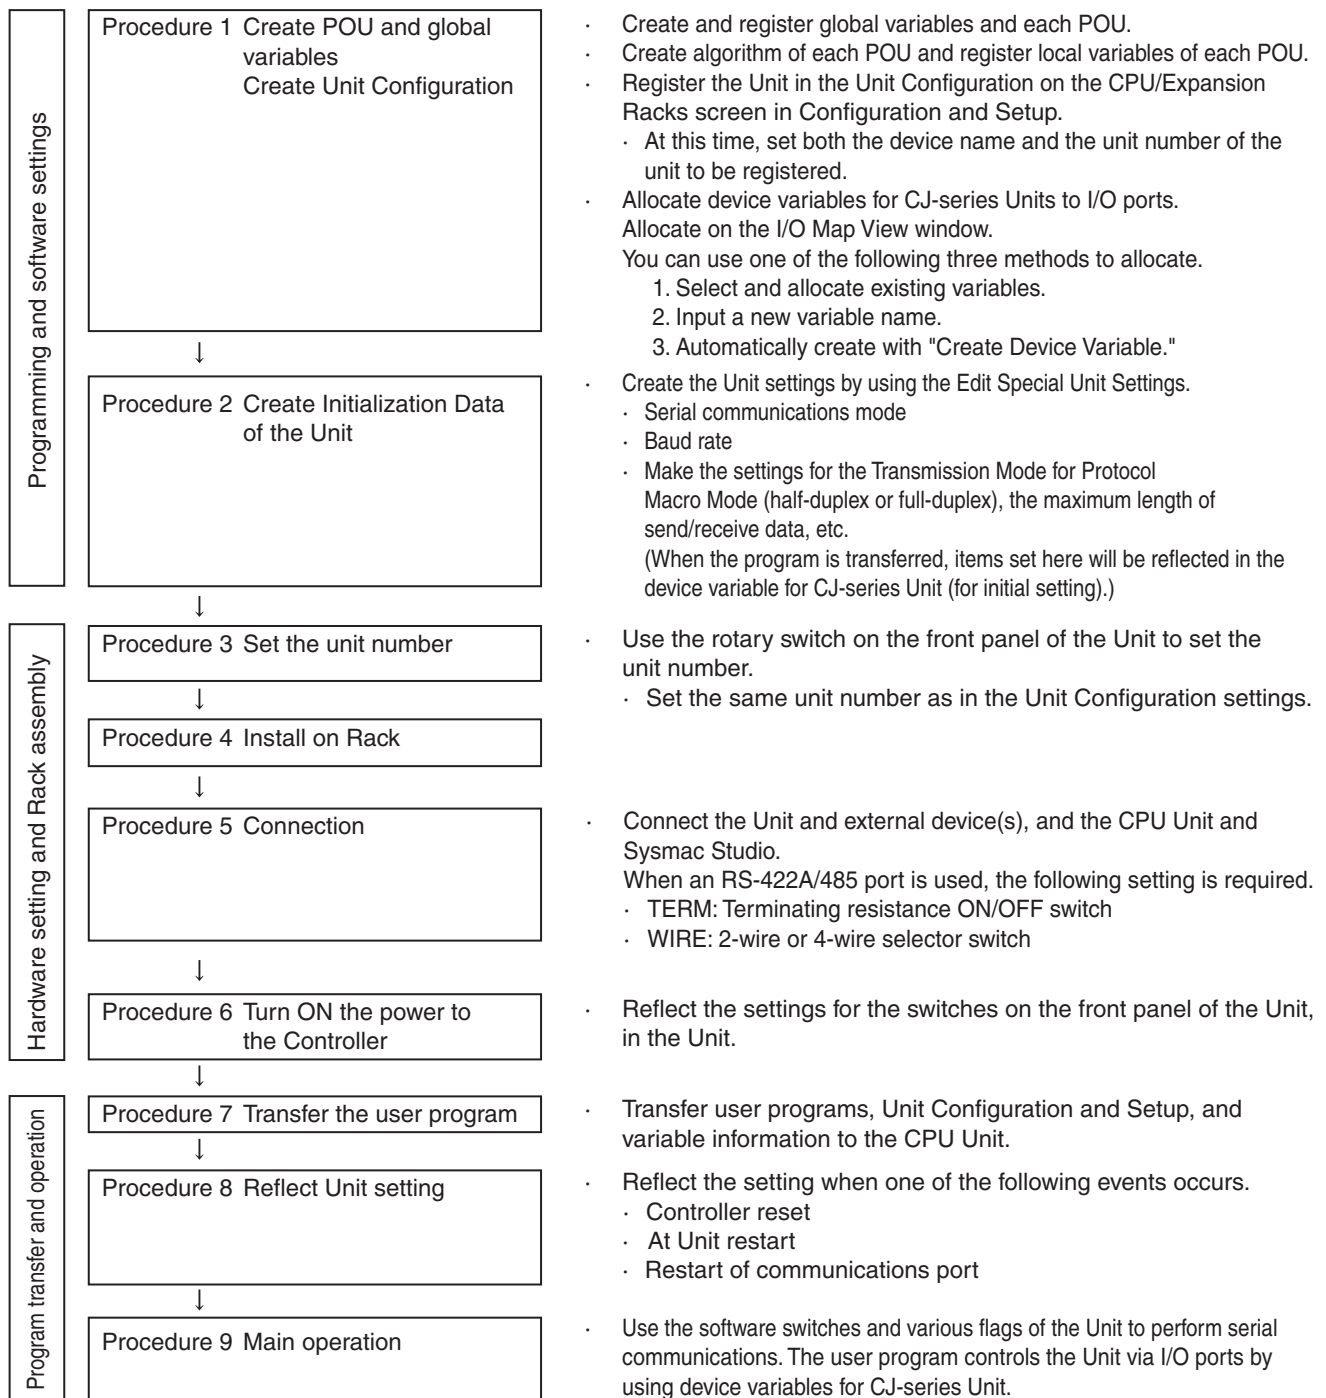 Programming and software settings
Procedure 1 Create POU and global
variables
Create Unit Configuration
· Create and register global variables and each POU.
· Create algorithm of each POU and register local variables of each POU.
· Register the Unit in the Unit Configuration on the CPU/Expansion
Racks screen in Configuration and Setup.
· At this time, set both the device name and the unit number of the
unit to be registered.
· Allocate device variables for CJ-series Units to I/O ports.
Allocate on the I/O Map View window.
You can use one of the following three methods to allocate.
1. Select and allocate existing variables.
2. Input a new variable name.
3. Automatically create with "Create Device Variable."
↓
Procedure 2 Create Initialization Data
of the Unit
· Create the Unit settings by using the Edit Special Unit Settings.
· Serial communications mode
· Baud rate
· Make the settings for the Transmission Mode for Protocol
Macro Mode (half-duplex or full-duplex), the maximum length of
send/receive data, etc.
(When the program is transferred, items set here will be reflected in the
device variable for CJ-series Unit (for initial setting).)
↓
Hardware setting and Rack assembly
Procedure 3 Set the unit number
· Use the rotary switch on the front panel of the Unit to set the
unit number.
· Set the same unit number as in the Unit Configuration settings.
↓
Procedure 4 Install on Rack
↓
Procedure 5 Connection
· Connect the Unit and external device(s), and the CPU Unit and
Sysmac Studio.
When an RS-422A/485 port is used, the following setting is required.
· TERM: Terminating resistance ON/OFF switch
· WIRE: 2-wire or 4-wire selector switch
↓
Procedure 6 Turn ON the power to
the Controller
· Reflect the settings for the switches on the front panel of the Unit,
in the Unit.
↓
Program transfer and operation
Procedure 7 Transfer the user program
· Transfer user programs, Unit Configuration and Setup, and
variable information to the CPU Unit.
↓
Procedure 8 Reflect Unit setting
· Reflect the setting when one of the following events occurs.
· Controller reset
· At Unit restart
· Restart of communications port
↓
Procedure 9 Main operation
· Use the software switches and various flags of the Unit to perform serial
communications. The user program controls the Unit via I/O ports by
using device variables for CJ-series Unit.